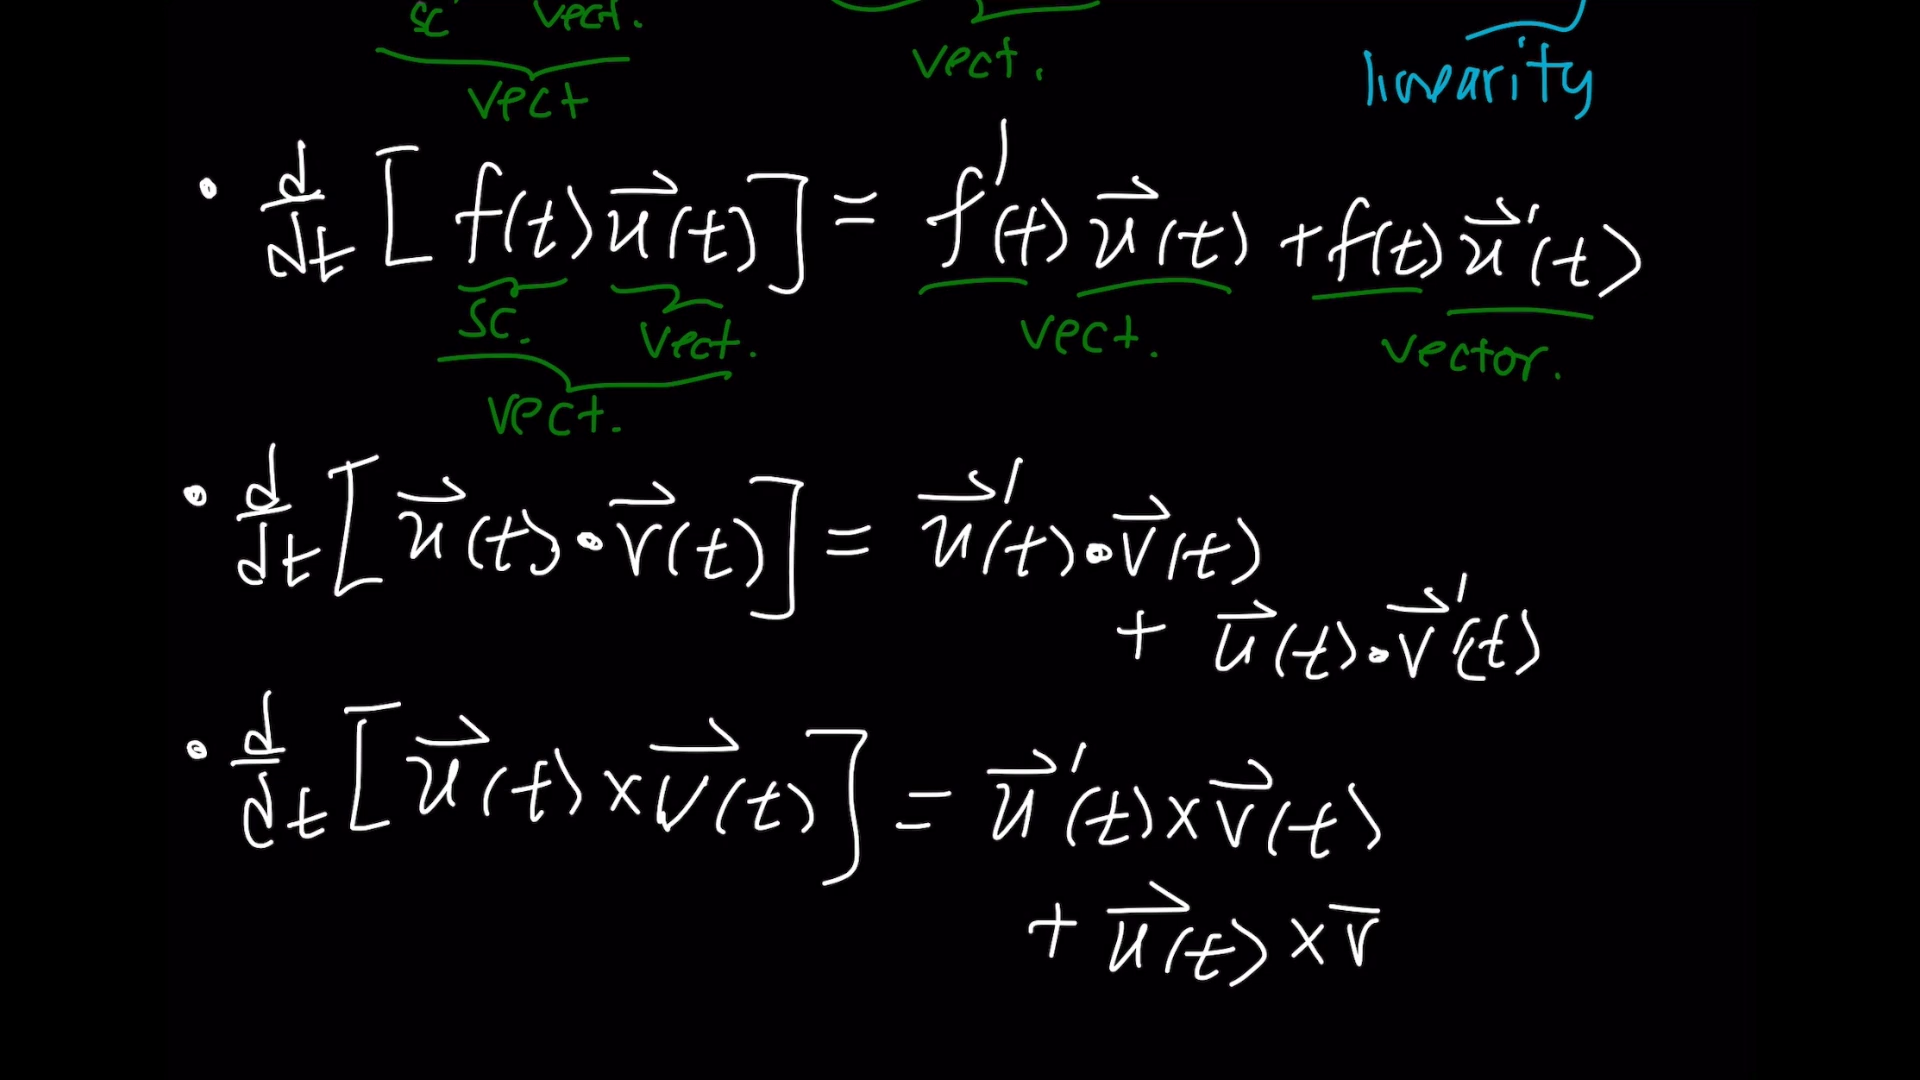 sc vect. vect. linearity
vect
• d/dt [f(t) u⃗(t)] = f'(t) u⃗(t) + f(t) u⃗'(t)
sc. vect. vect. vector.
vect.
• d/dt [u⃗(t) • v⃗(t)] = u⃗'(t) • v⃗(t)
+ u⃗(t) • v⃗'(t)
• d/dt [u⃗(t) × v⃗(t)] = u⃗'(t) × v⃗(t)
+ u⃗(t) × v̅